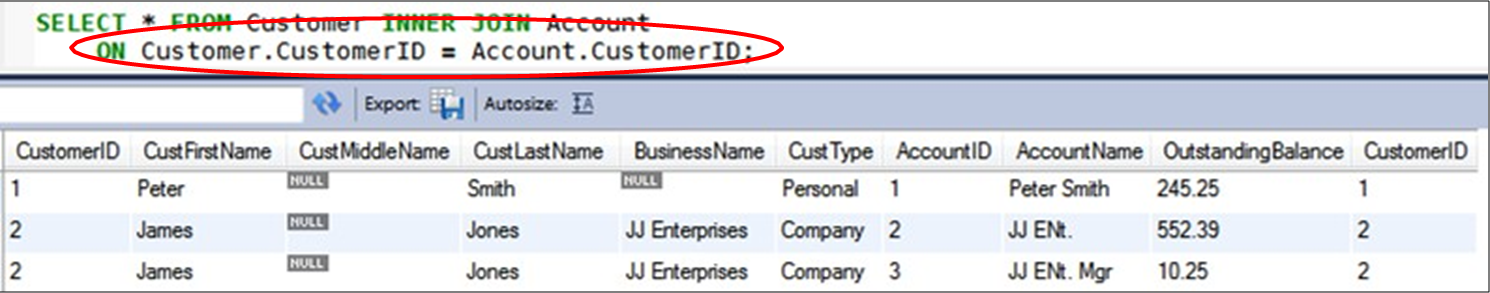 SELECT * FROM Customer INNER JOIN Account
ON Customer.CustomerID = Account.CustomerID;
Export: Autosize: A
CustomerID CustFirstName CustMiddleName CustLastName BusinessName CustType AccountID AccountName OutstandingBalance CustomerID
1 Peter NULL Smith NULL Personal 1 Peter Smith 245.25 1
2 James NULL Jones JJ Enterprises Company 2 JJ ENt. 552.39 2
2 James NULL Jones JJ Enterprises Company 3 JJ ENt. Mgr 10.25 2